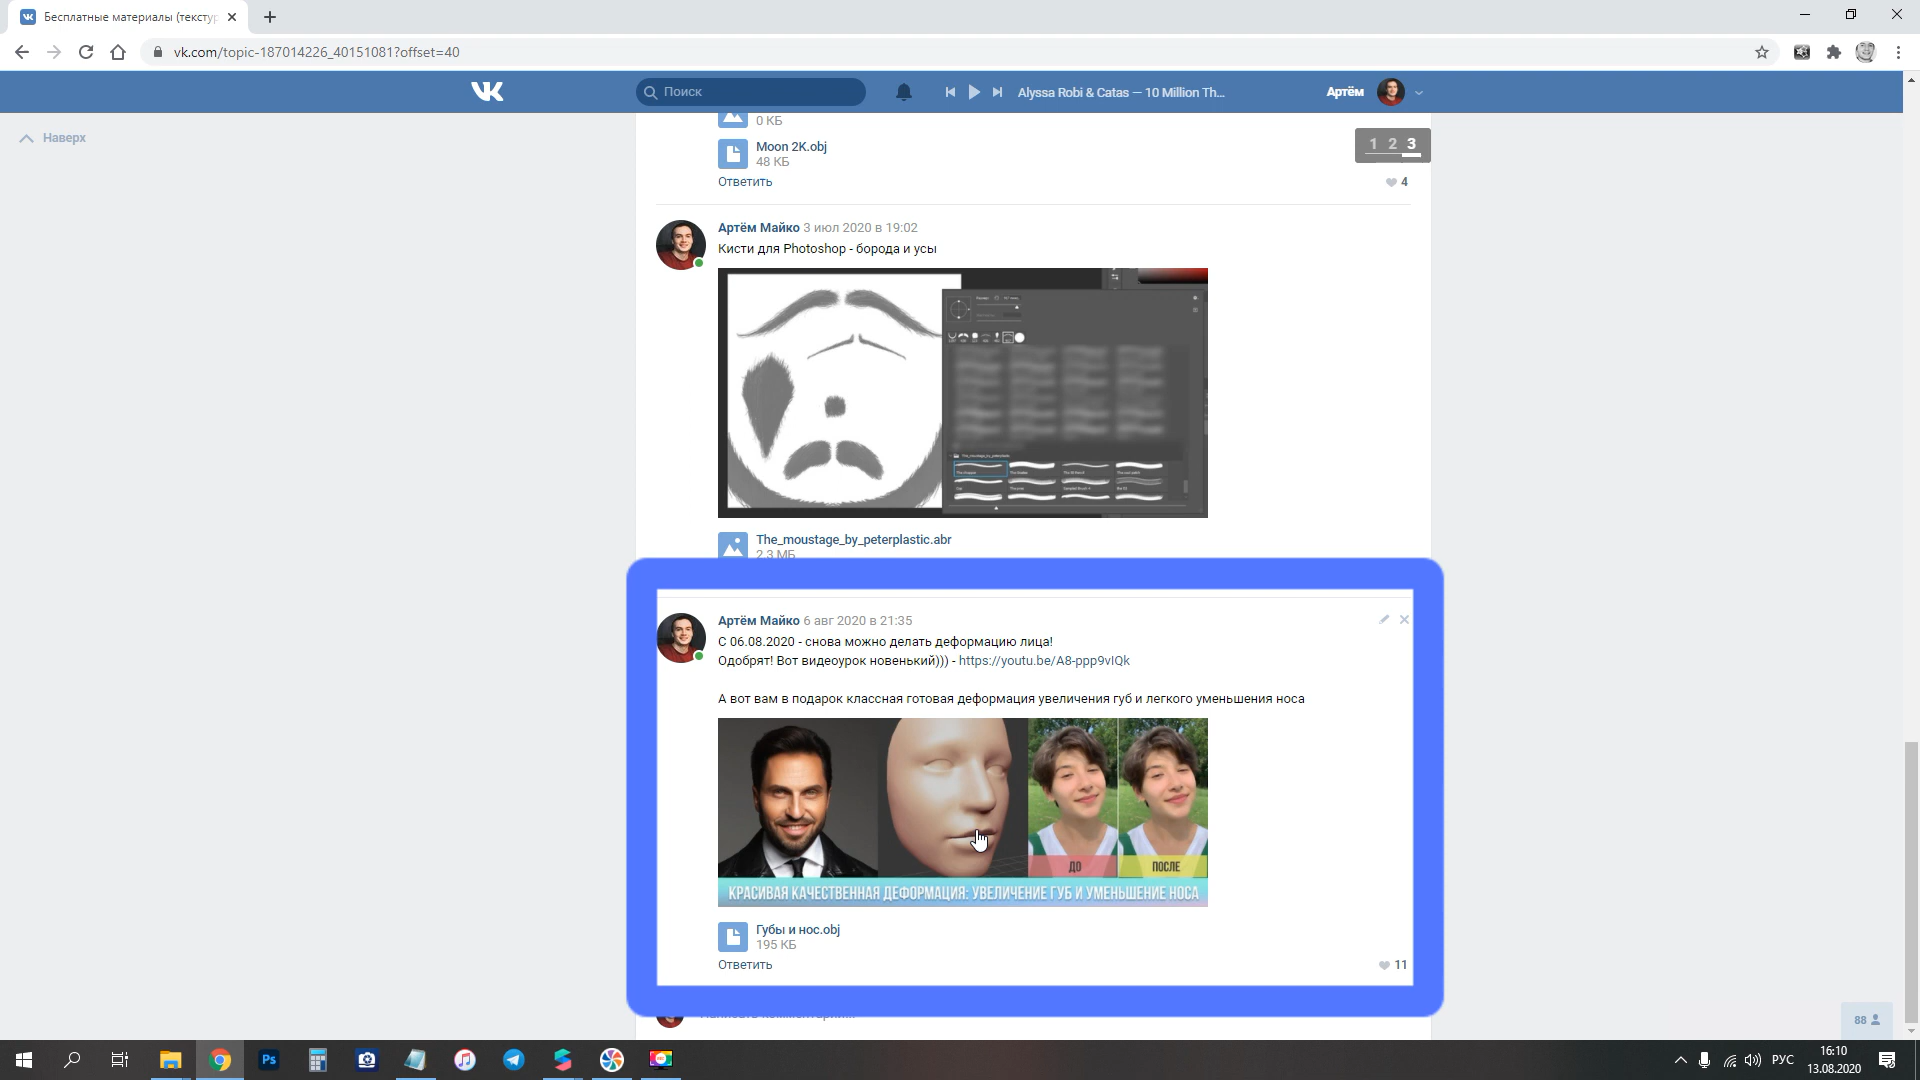 Бесплатные материалы (текстур
vk.com/topic-187014226_40151081?offset=40
Поиск
Alyssa Robi & Catas — 10 Million Th...
Артём
Наверх
0 КБ
1 2 3
Moon 2K.obj
48 КБ
Ответить
4
Артём Майко 3 июл 2020 в 19:02
Кисти для Photoshop - борода и усы
The_moustage_by_peterplastic.abr
2,3 МБ
Артём Майко 6 авг 2020 в 21:35
С 06.08.2020 - снова можно делать деформацию лица!
Одобрят! Вот видеоурок новенький))) - https://youtu.be/A8-ppp9vIQk
А вот вам в подарок классная готовая деформация увеличения губ и легкого уменьшения носа
ДО
ПОСЛЕ
КРАСИВАЯ КАЧЕСТВЕННАЯ ДЕФОРМАЦИЯ: УВЕЛИЧЕНИЕ ГУБ И УМЕНЬШЕНИЕ НОСА
Губы и нос.obj
195 КБ
Ответить
11
88
Ps
РУС
16:10
13.08.2020